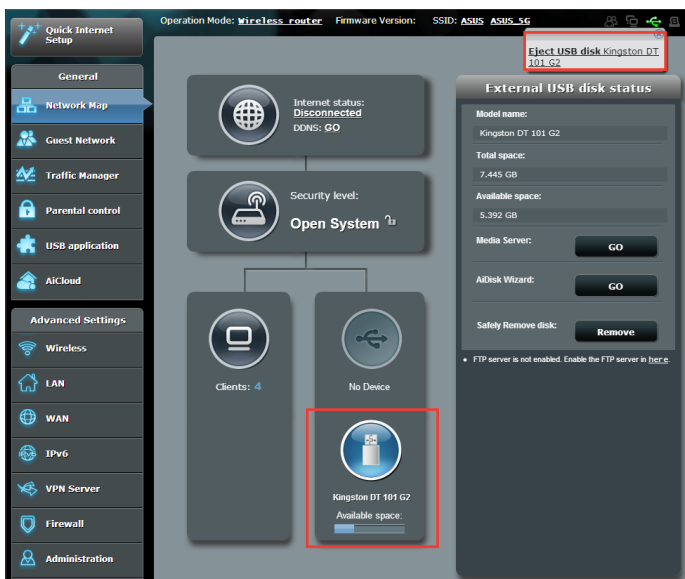 Quick Internet
Setup
Operation Mode: Wireless router Firmware Version: SSID: ASUS ASUS_5G
Eject USB disk Kingston DT
101 G2
General
Network Map
Guest Network
Traffic Manager
Parental control
USB application
AiCloud
Advanced Settings
Wireless
LAN
WAN
IPv6
IPv6
VPN Server
Firewall
Administration
Internet status:
Disconnected
DDNS: GO
Security level:
Open System
Clients: 4
No Device
Kingston DT 101 G2
Available space:
External USB disk status
Model name:
Kingston DT 101 G2
Total space:
7.445 GB
Available space:
5.392 GB
Media Server:
GO
AiDisk Wizard:
GO
Safely Remove disk:
Remove
• FTP server is not enabled. Enable the FTP server in here.